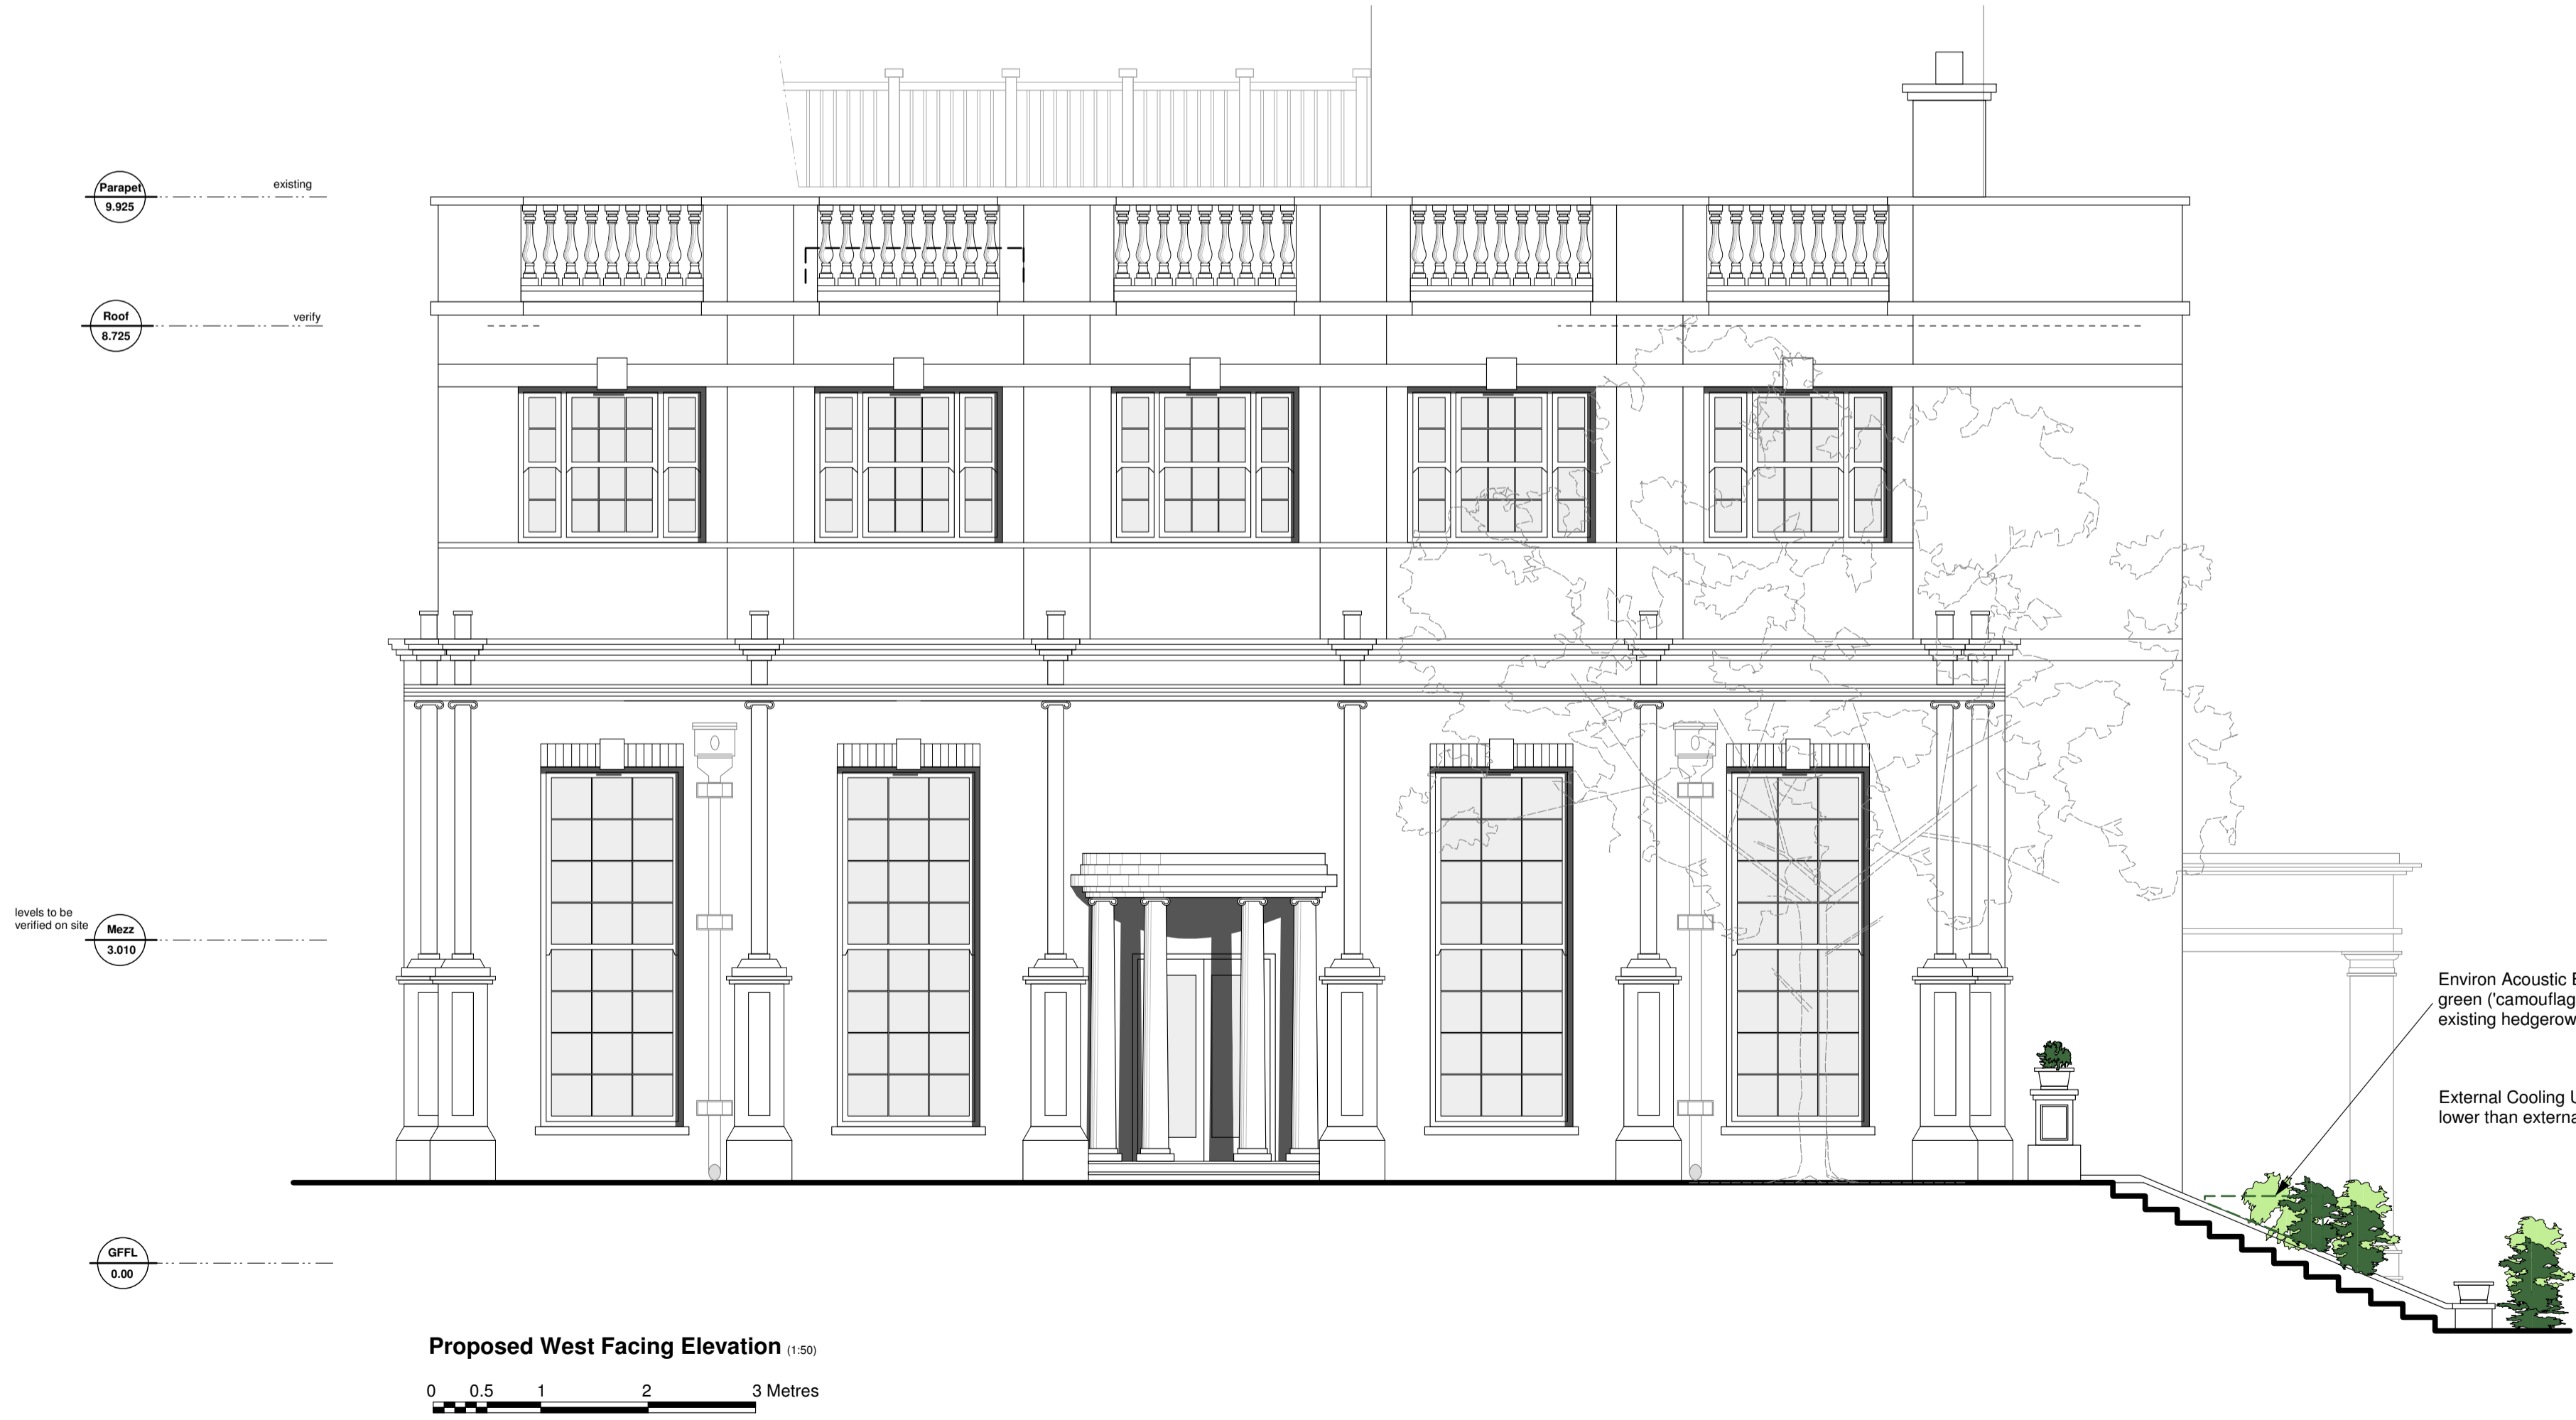 Parapet
9.925
existing
Roof
8.725
verify
levels to be
verified on site
Mezz
3.010
Environ Acoustic
green ('camouflag
existing hedgerow
External Cooling
lower than externa
GFFL
0.00
Proposed West Facing Elevation (1:50)
0 0.5 1 2 3 Metres